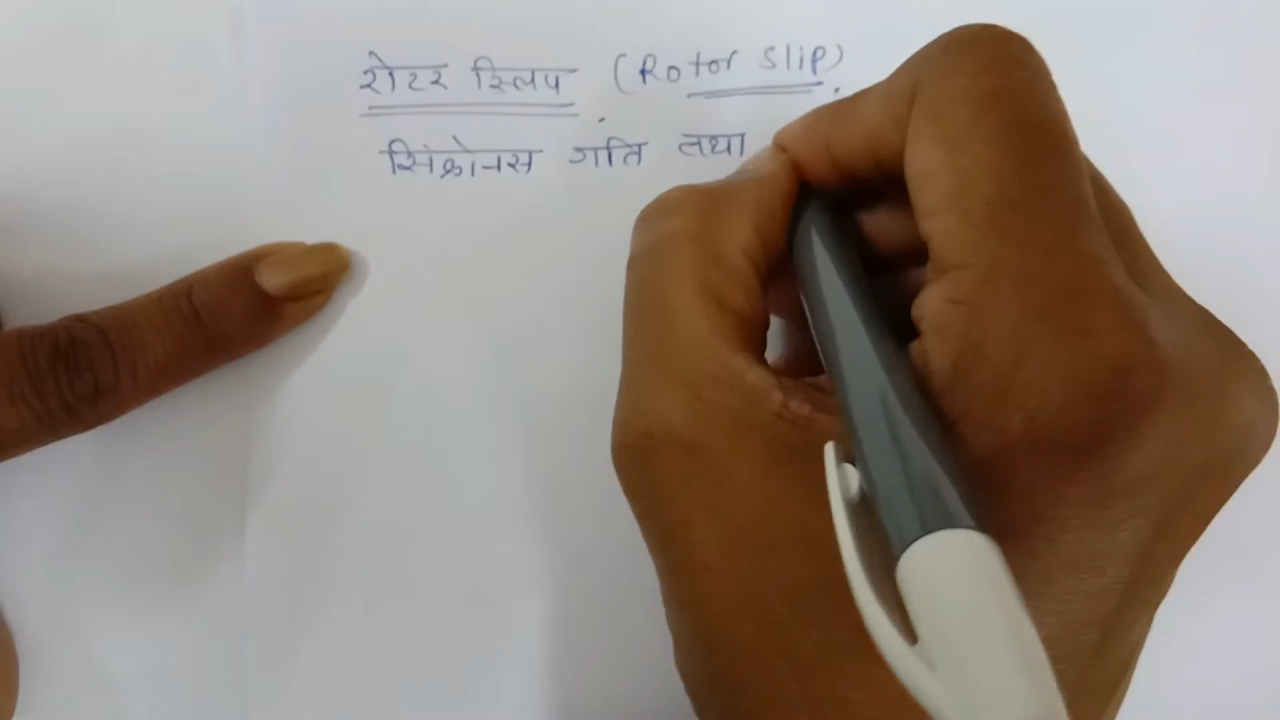 रोटर स्लिप (Rotor Slip)
सिंक्रोनस गति तथा